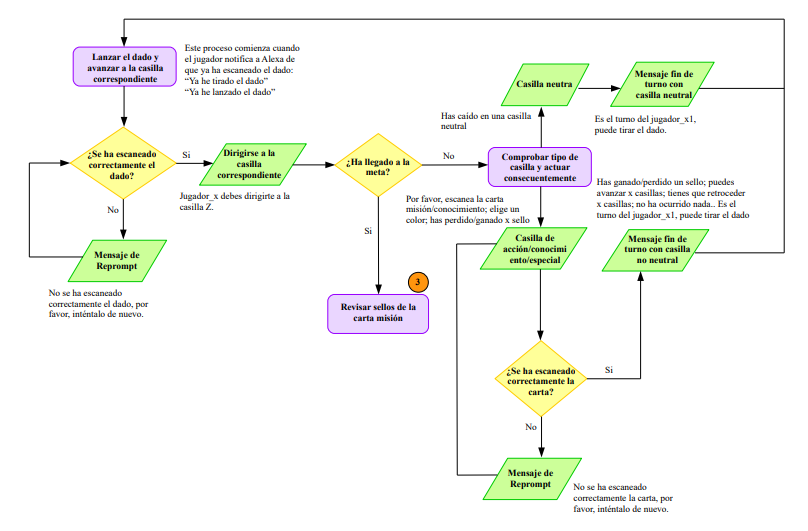 Lanzar el dado y
avanzar a la casilla
correspondiente
Este proceso comienza cuando
el jugador notifica a Alexa de
que ya ha escaneado el dado:
“Ya he tirado el dado”
“Ya he lanzado el dado”
¿Se ha escaneado
correctamente el
dado?
Si
No
Mensaje de
Reprompt
No se ha escaneado
correctamente el dado, por
favor, inténtalo de nuevo.
Dirigirse a la
casilla
correspondiente
Jugador_x debes dirigirte a la
casilla Z.
¿Ha llegado a la
meta?
No
Si
3
Revisar sellos de la
carta misión
Comprobar tipo de
casilla y actuar
consecuentemente
Has caído en una casilla
neutral
Casilla neutra
Mensaje fin de
turno con
casilla neutral
Es el turno del jugador_x1,
puede tirar el dado.
Por favor, escanea la carta
misión/conocimiento; elige un
color; has perdido/ganado x sello
Casilla de
acción/conocimi
ento/especial
Has ganado/perdido un sello; puedes
avanzar x casillas; tienes que retroceder
x casillas; no ha ocurrido nada.. Es el
turno del jugador_x1, puede tirar el dado
Mensaje fin de
turno con casilla
no neutral
¿Se ha escaneado
correctamente la
carta?
Si
No
Mensaje de
Reprompt
No se ha escaneado
correctamente la carta, por
favor, inténtalo de nuevo.